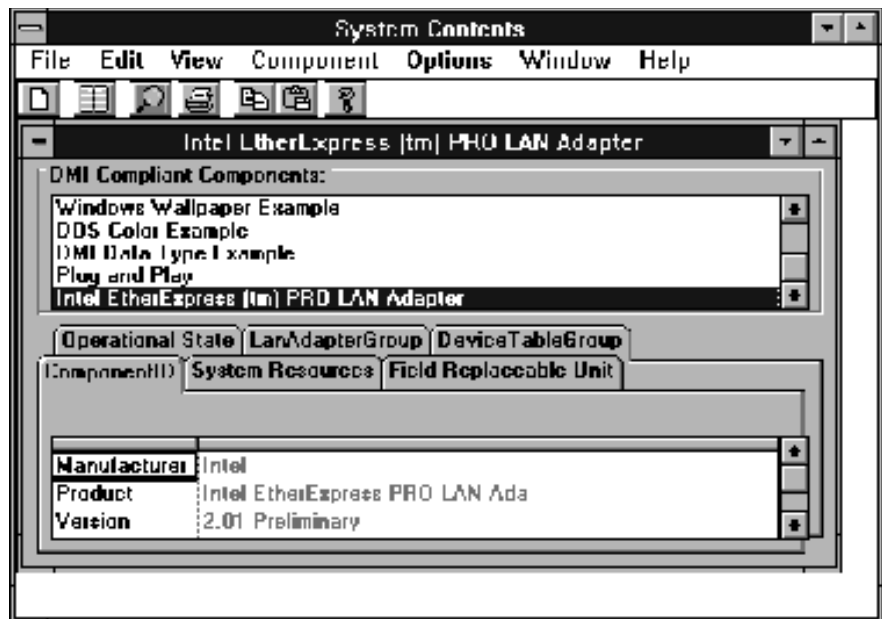 System Contents
File Edit View Component Options Window Help
Intel EtherExpress (tm) PRO LAN Adapter
DMI Compliant Components:
Windows Wallpaper Example
DOS Color Example
DMI Data Type Example
Plug and Play
Intel EtherExpress (tm) PRO LAN Adapter
Operational State LanAdapterGroup DeviceTableGroup
ComponentID System Resources Field Replaceable Unit
Manufacturer Intel
Product Intel EtherExpress PRO LAN Ada
Version 2.01 Preliminary